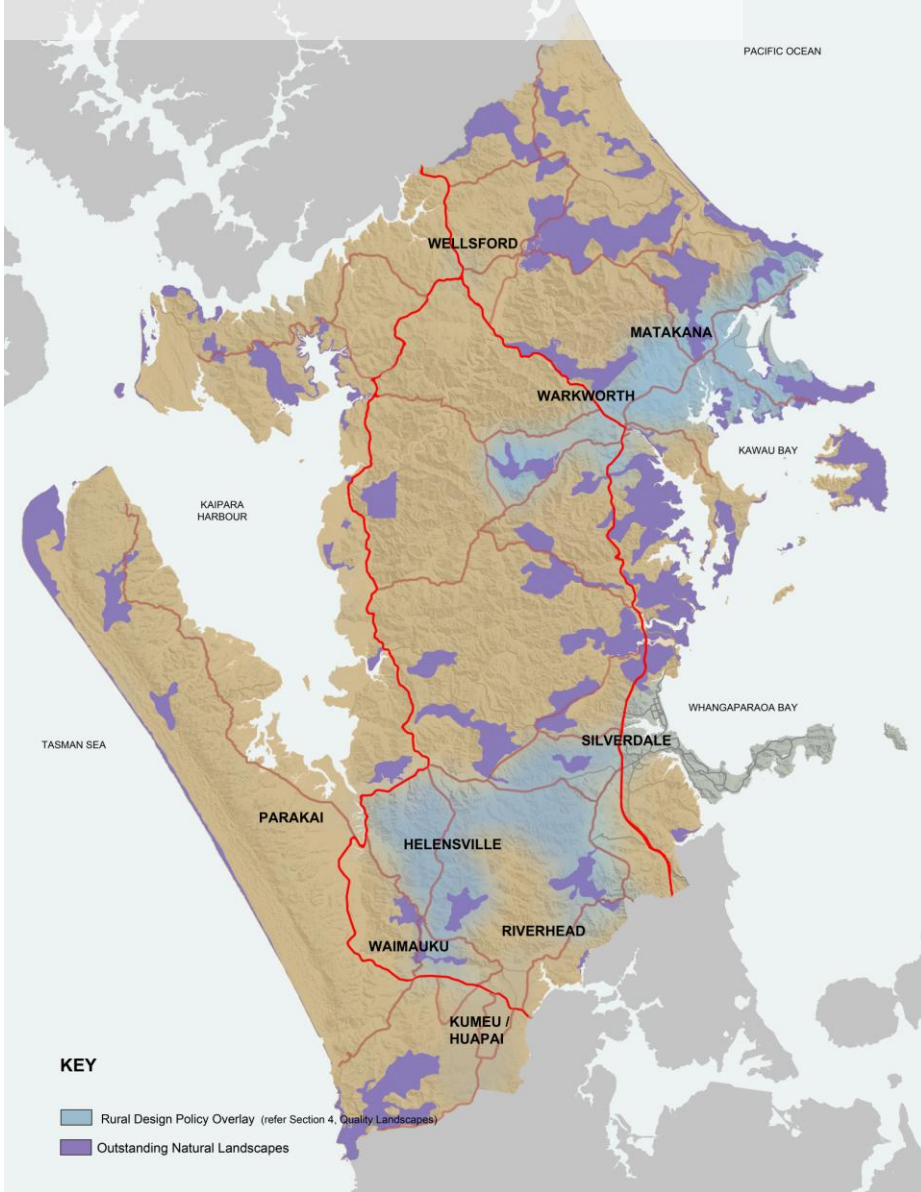 PACIFIC OCEAN
WELLSFORD
MATAKANA
WARKWORTH
KAWAU BAY
KAIPARA
HARBOUR
WHANGAPARAOA BAY
SILVERDALE
TASMAN SEA
PARAKAI
HELENSVILLE
RIVERHEAD
WAIMAUKU
KUMEU /
HUAPAI
KEY
Rural Design Policy Overlay (refer Section 4, Quality Landscapes)
Outstanding Natural Landscapes